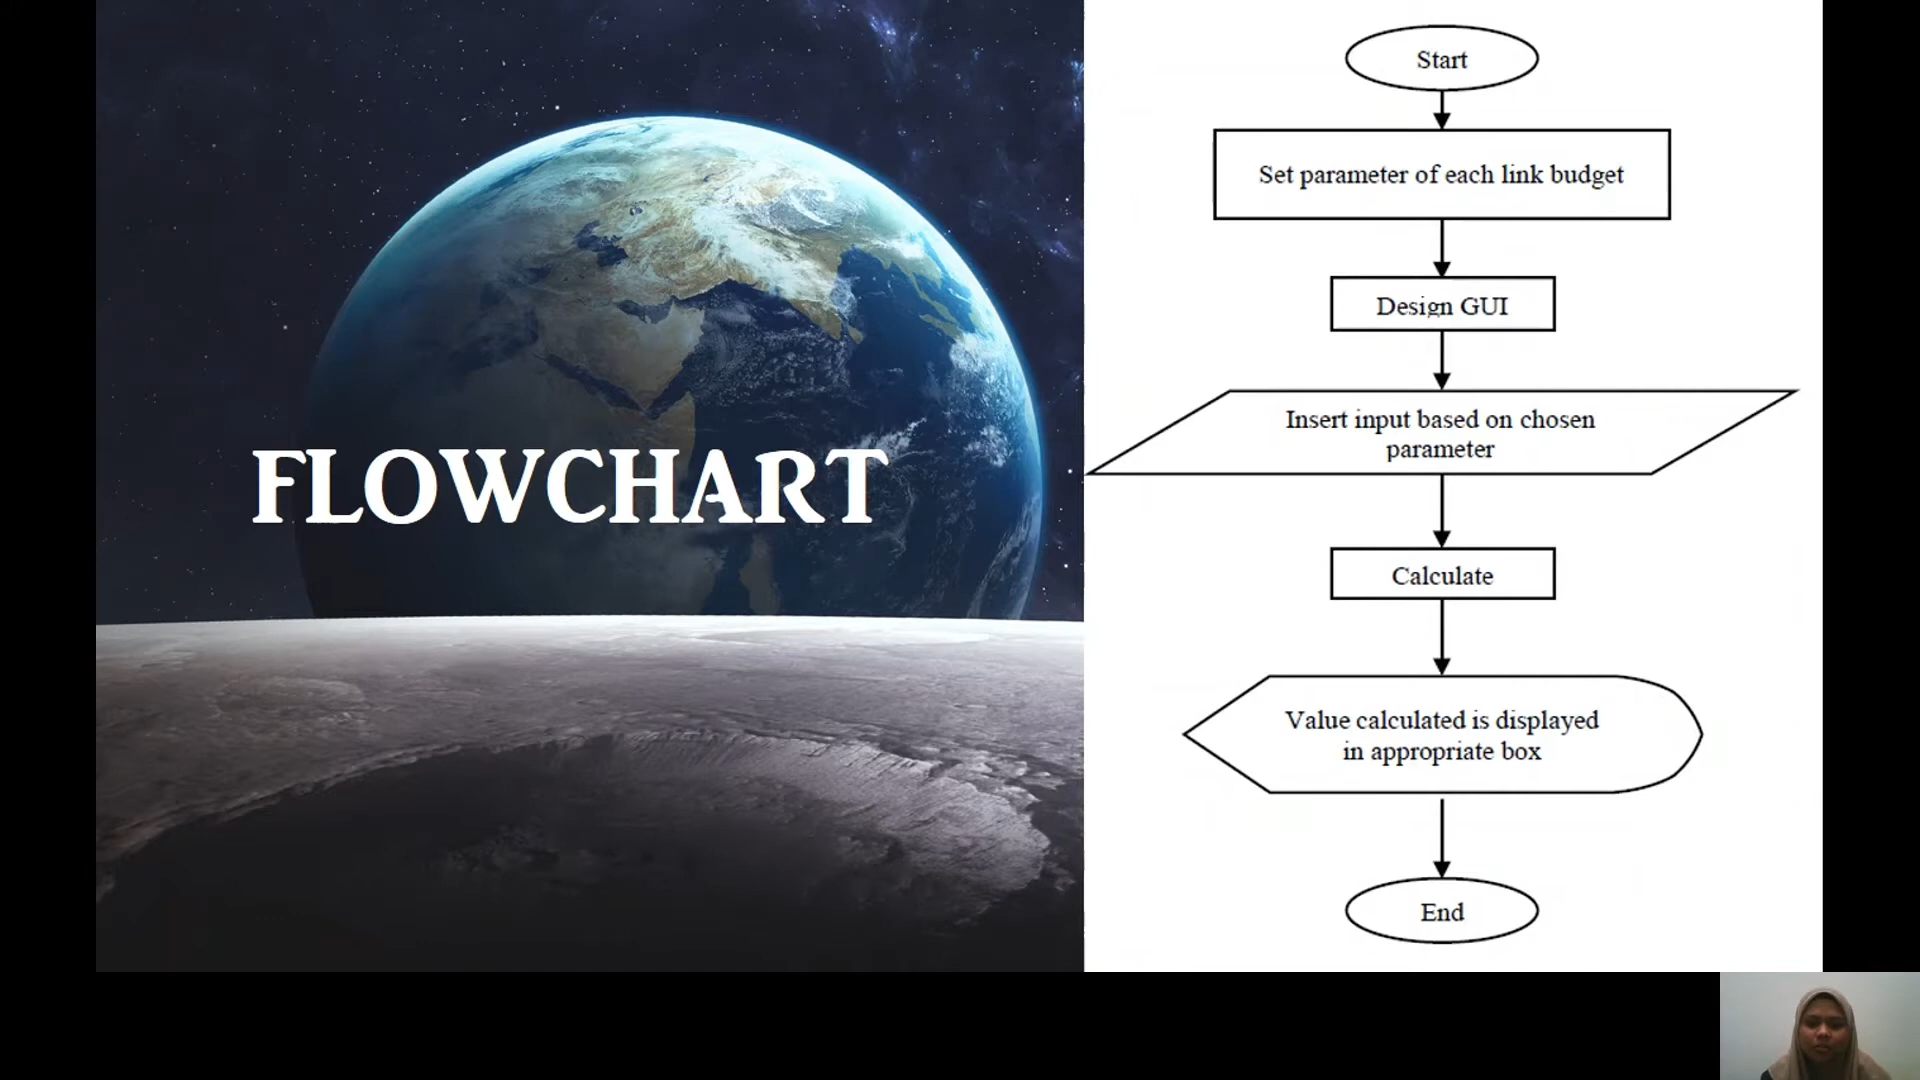 FLOWCHART
Start
Set parameter of each link budget
Design GUI
Insert input based on chosen
parameter
Calculate
Value calculated is displayed
in appropriate box
End